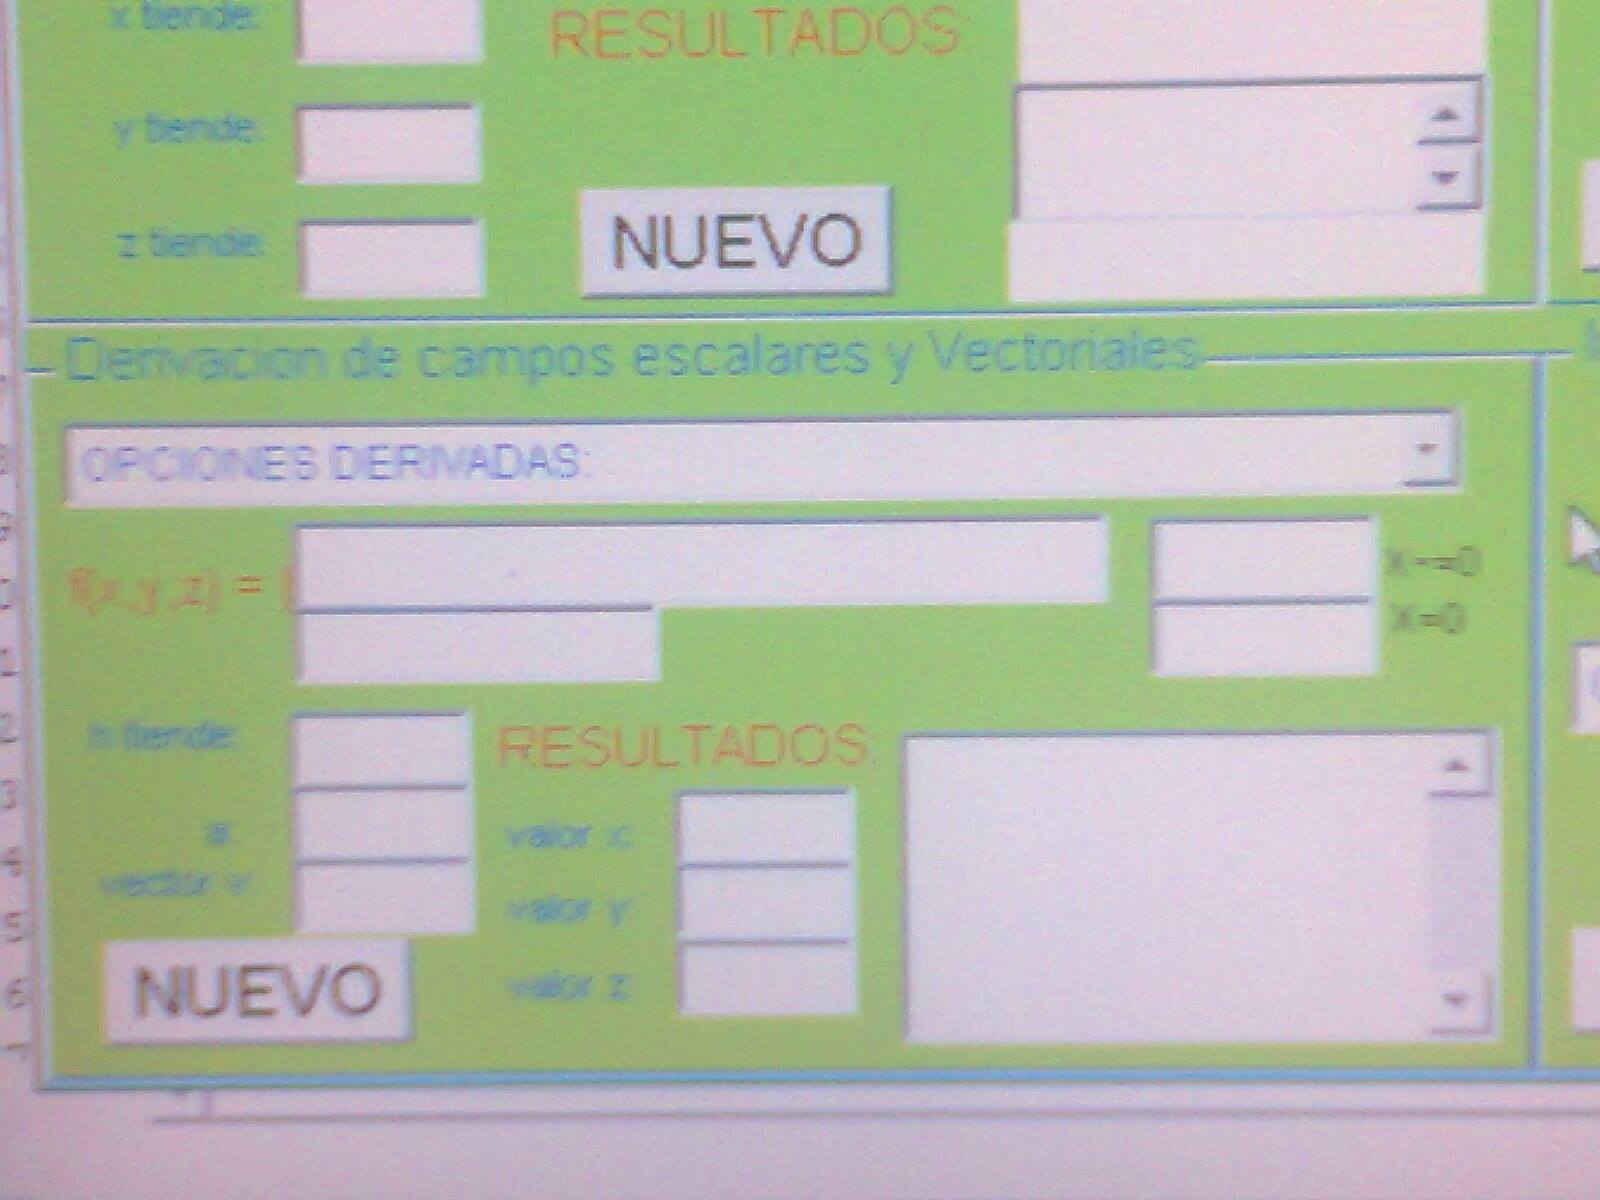 x tiende:
RESULTADOS
y tiende:
z tiende:
NUEVO
Derivacion de campos escalares y Vectoriales
OPCIONES DERIVADAS:
f(x,y,z) =
X~=0
X=0
h tiende:
RESULTADOS
a:
valor x:
vector v
valor y:
NUEVO
valor z: